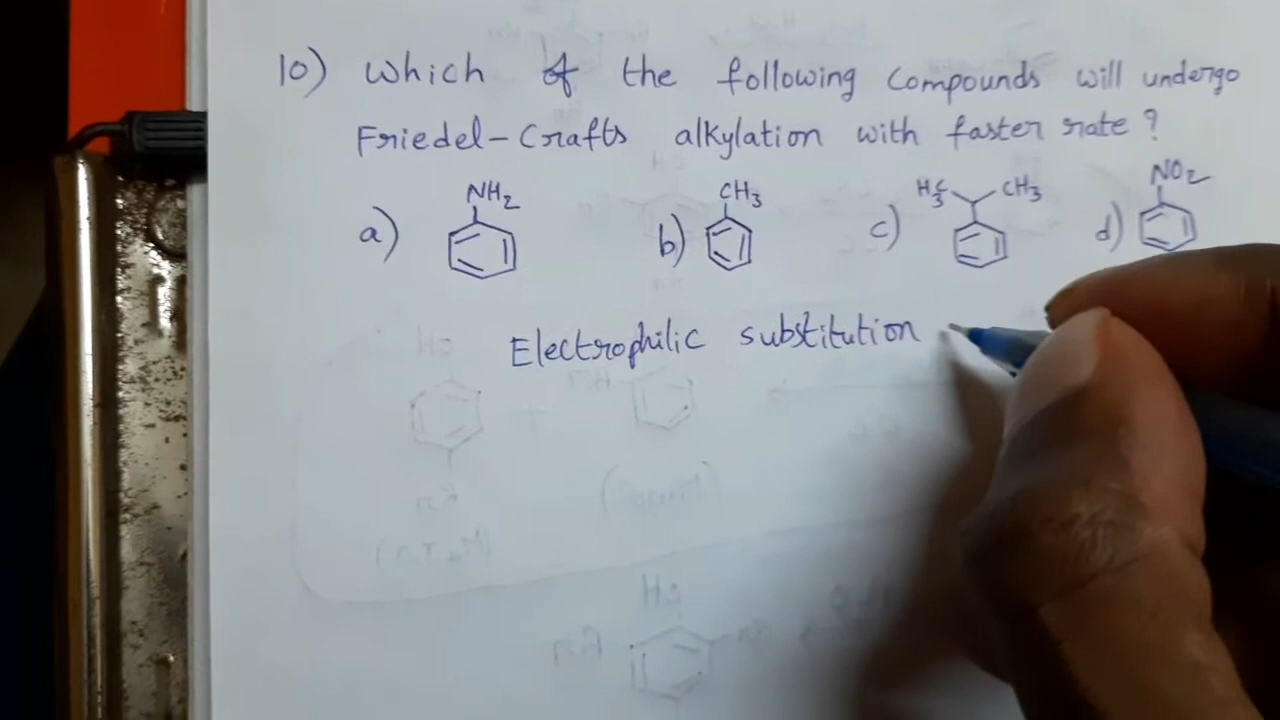 10) Which of the following compounds will undergo
Friedel-Crafts alkylation with faster rate?
a) NH₂ b) CH₃ c) H₃C CH₃ d) NO₂
Electrophilic substitution